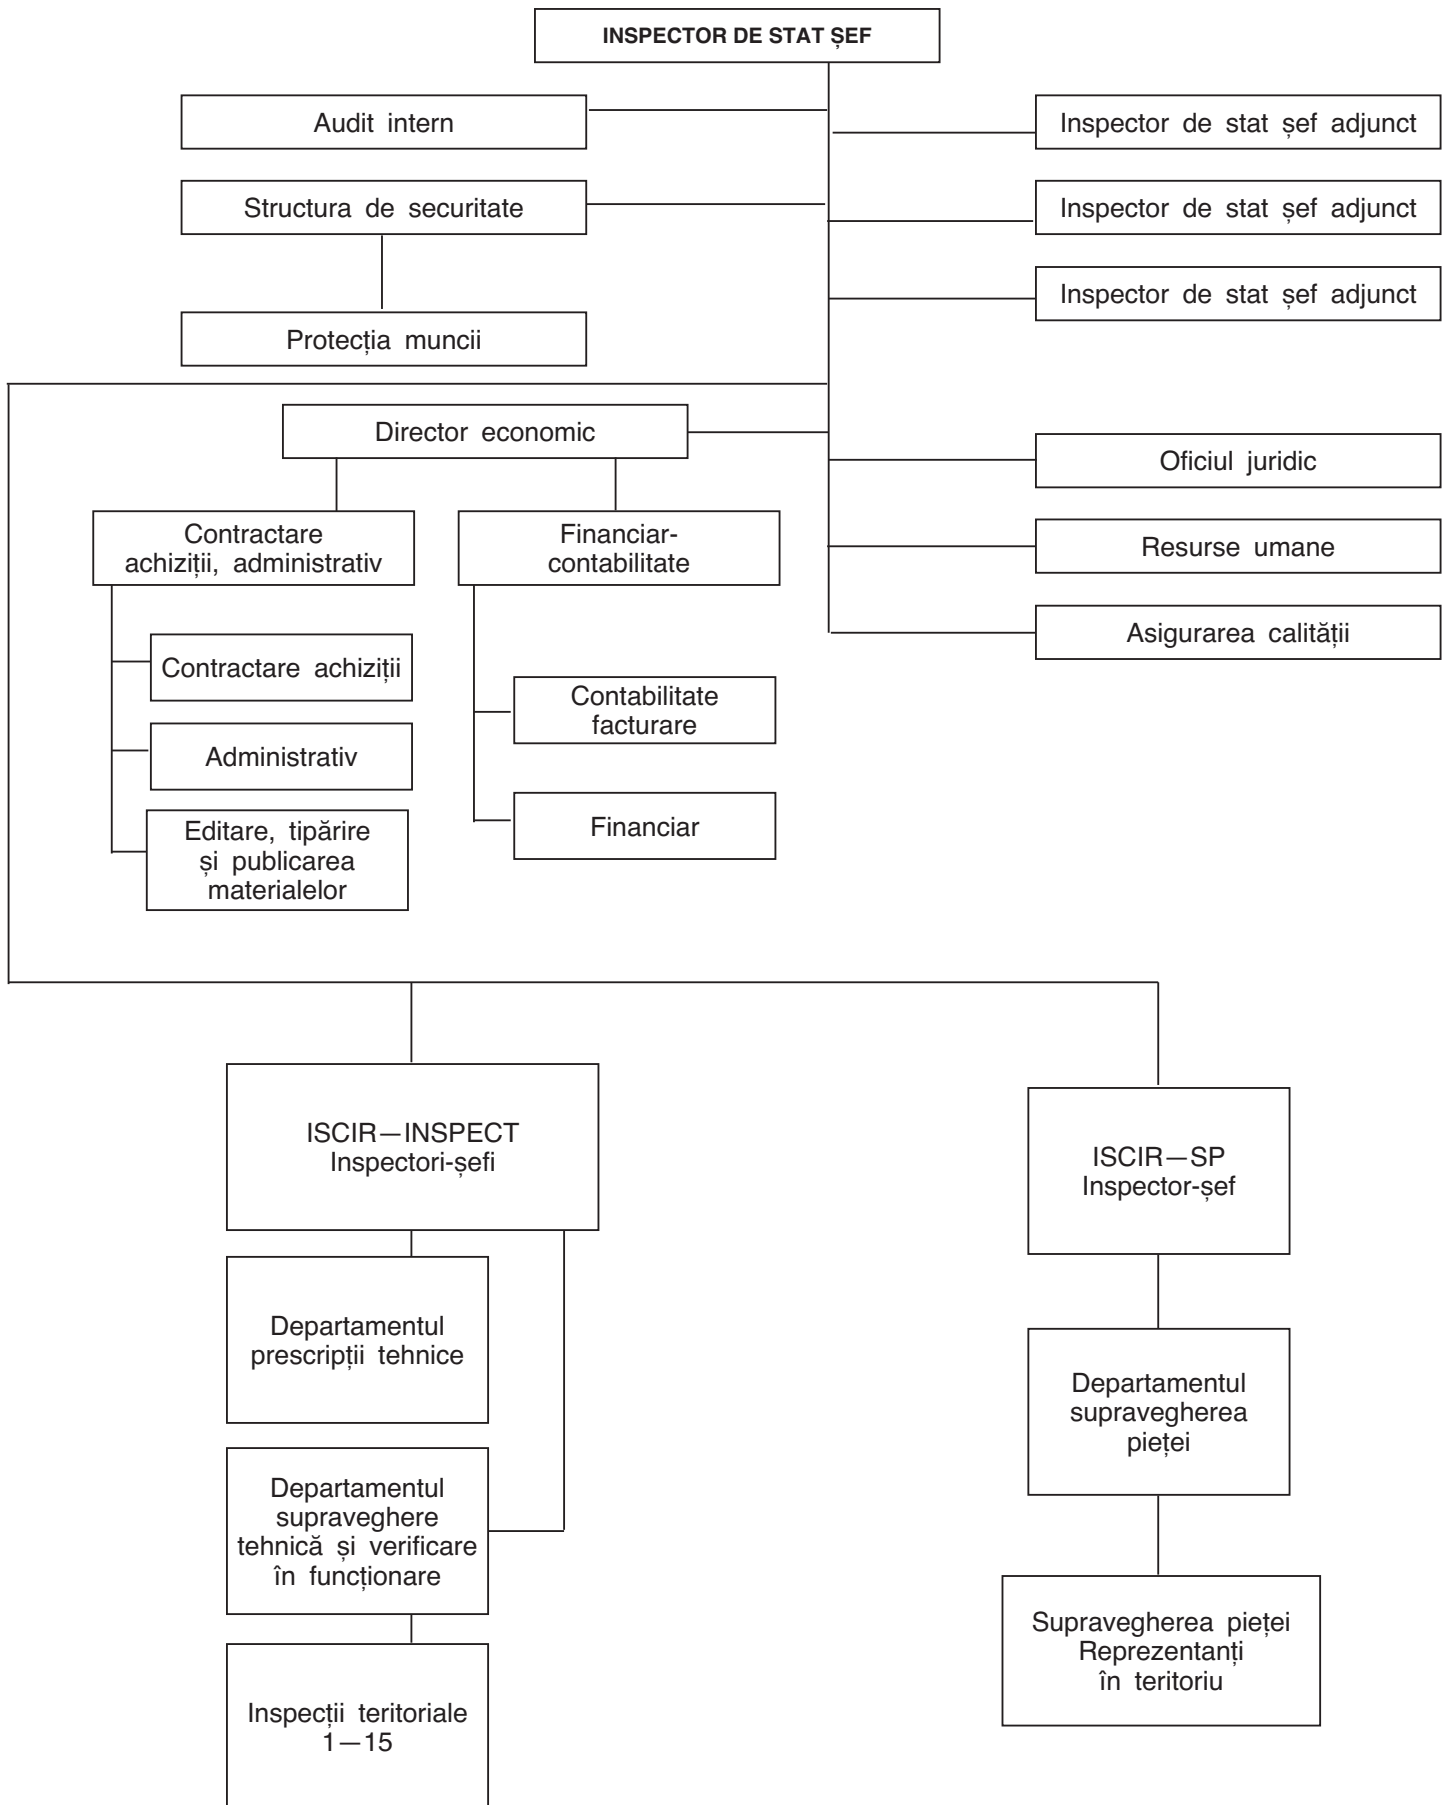 INSPECTOR DE STAT ȘEF
Audit intern
Inspector de stat șef adjunct
Structura de securitate
Inspector de stat șef adjunct
Inspector de stat șef adjunct
Protecția muncii
Director economic
Oficiul juridic
Contractare
achiziții, administrativ
Financiar-
contabilitate
Resurse umane
Asigurarea calității
Contractare achiziții
Contabilitate
facturare
Administrativ
Financiar
Editare, tipărire
și publicarea
materialelor
ISCIR—INSPECT
Inspectori-șefi
ISCIR—SP
Inspector-șef
Departamentul
prescripții tehnice
Departamentul
supravegherea
pieței
Departamentul
supraveghere
tehnică și verificare
în funcționare
Supravegherea pieței
Reprezentanți
în teritoriu
Inspecții teritoriale
1—15